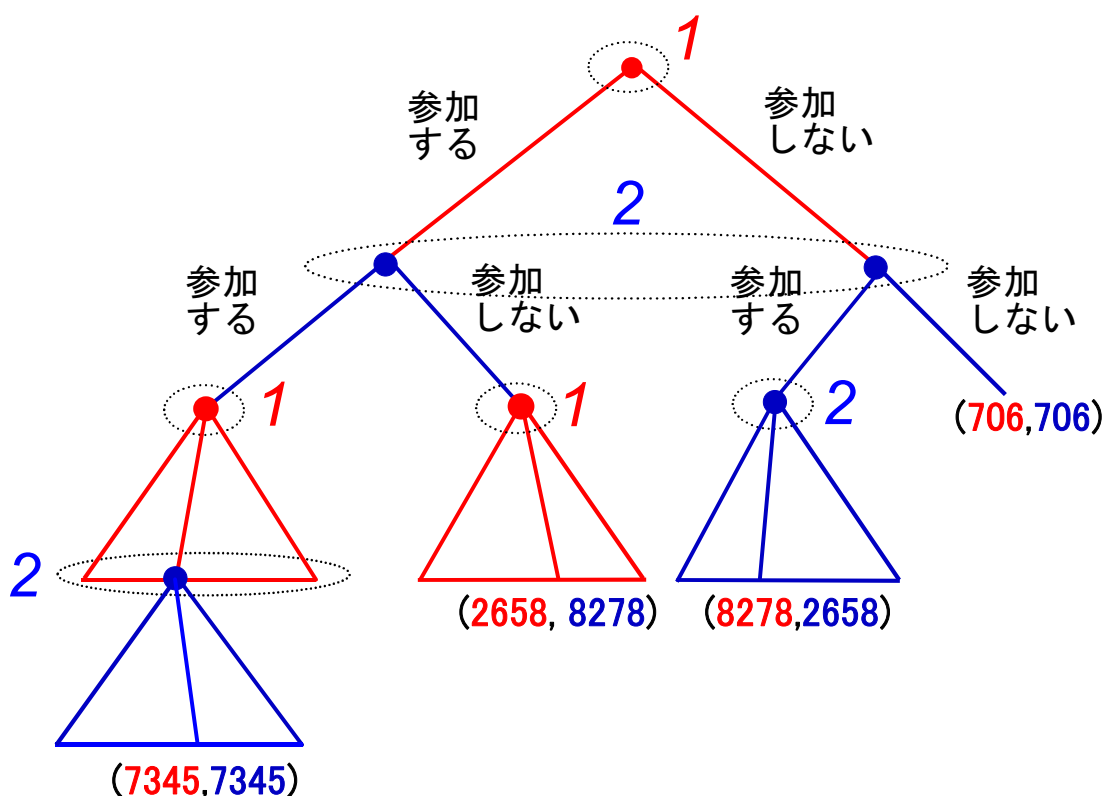 1
参加
する
参加
しない
2
参加
する
参加
しない
参加
する
参加
しない
1
1
2
(706,706)
2
(2658, 8278)
(8278,2658)
(7345,7345)